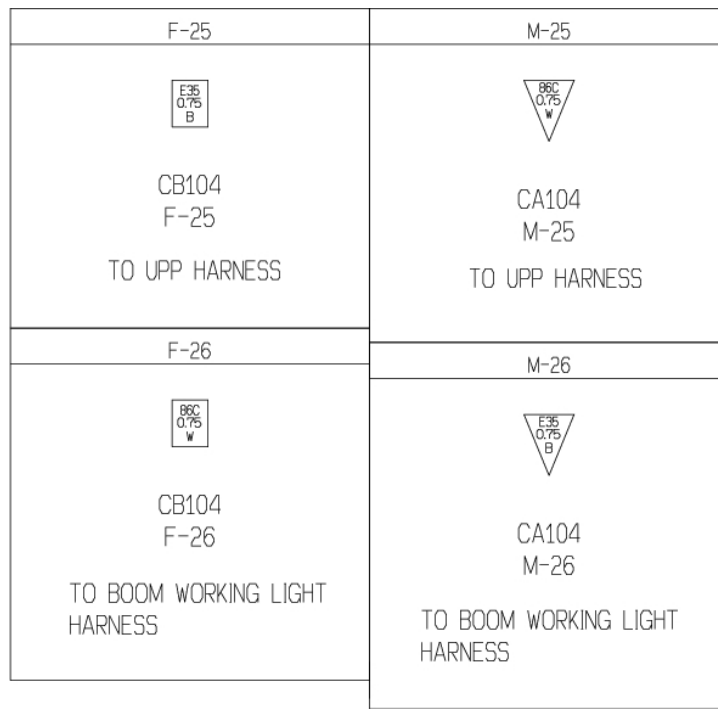 F-25
E35
0.75
B
CB104
F-25
TO UPP HARNESS
M-25
86C
0.75
W
CA104
M-25
TO UPP HARNESS
F-26
86C
0.75
W
CB104
F-26
TO BOOM WORKING LIGHT
HARNESS
M-26
E35
0.75
B
CA104
M-26
TO BOOM WORKING LIGHT
HARNESS